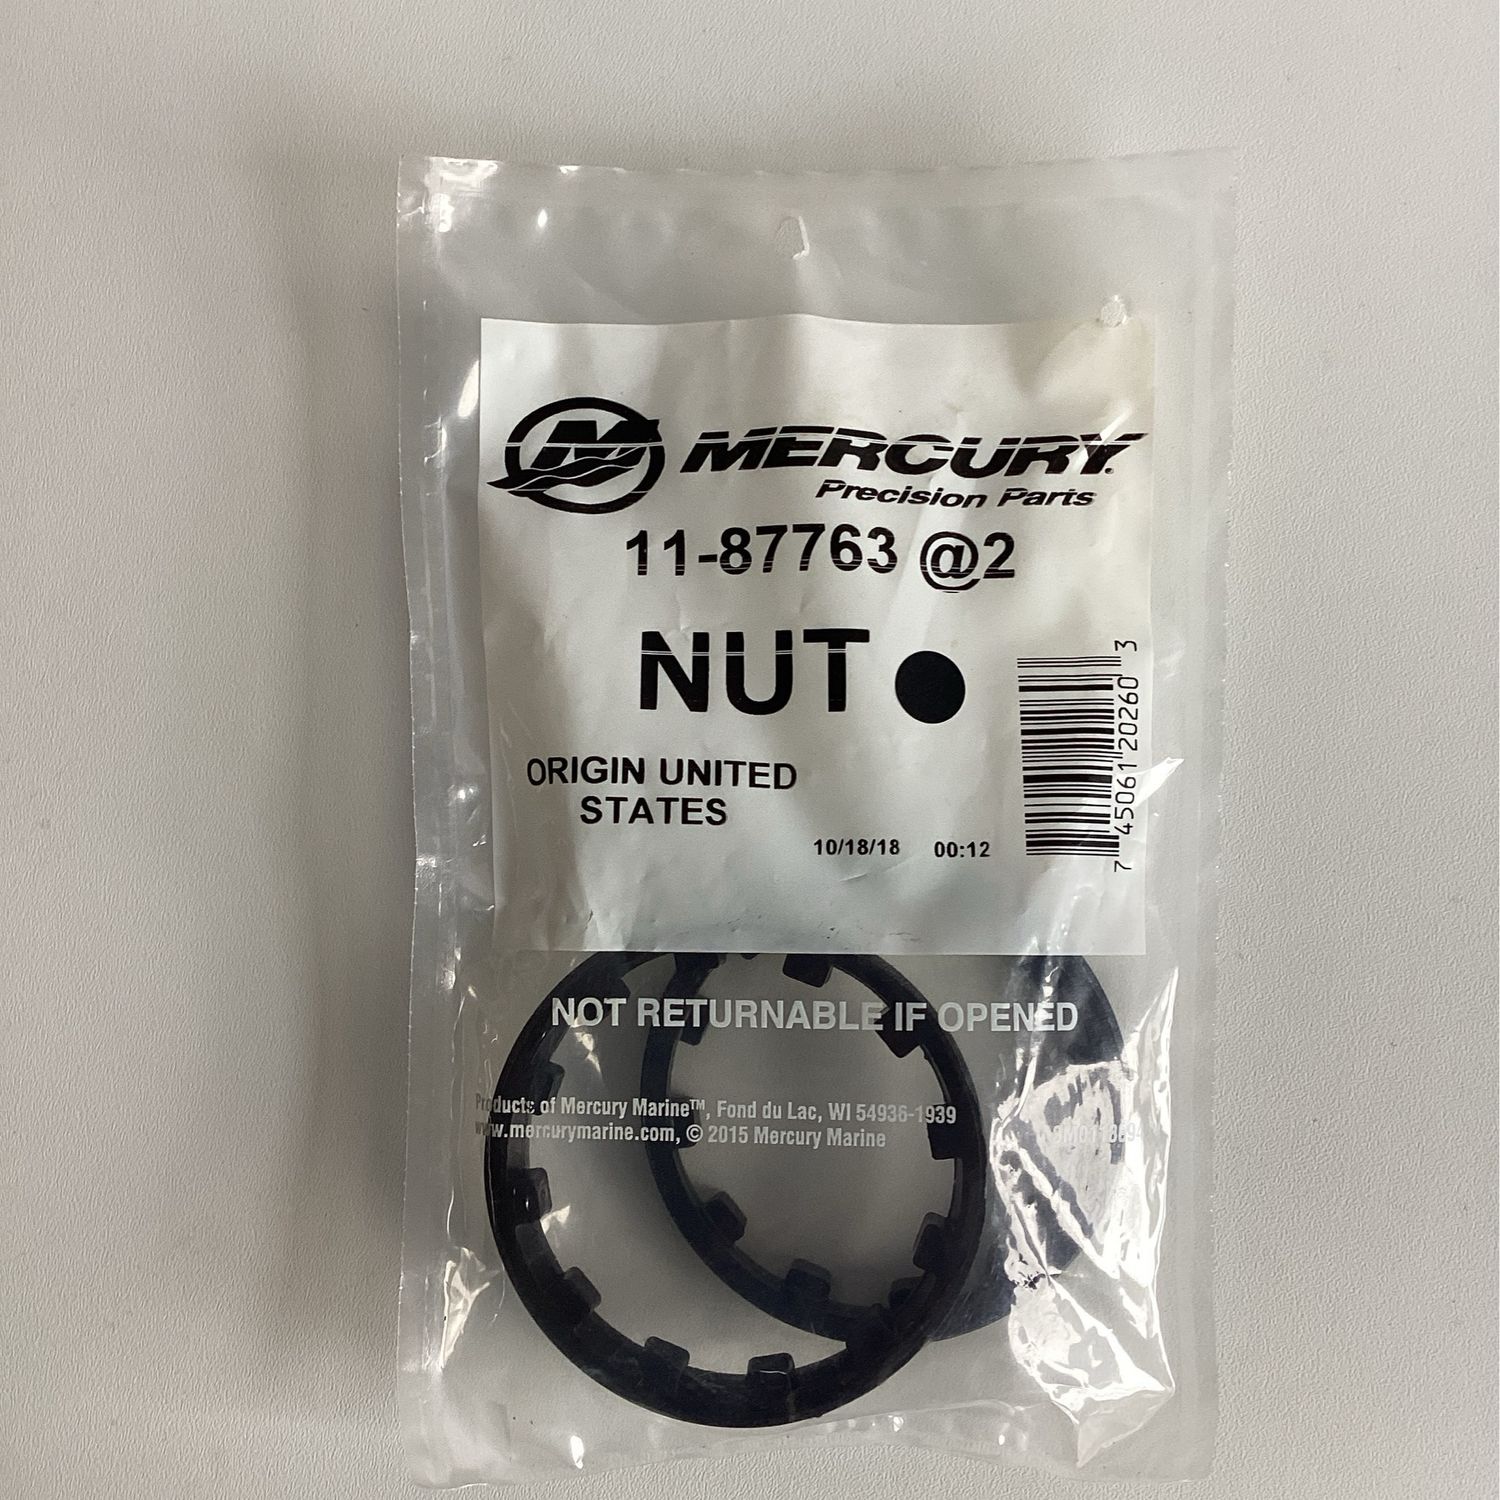 MERCURY
Precision Parts
11-87763 @2
NUT
ORIGIN UNITED
STATES
10/18/18 00:12
7 45061 20260 3
NOT RETURNABLE IF OPENED
Products of Mercury Marine™, Fond du Lac, WI 54936-1939
www.mercurymarine.com, © 2015 Mercury Marine